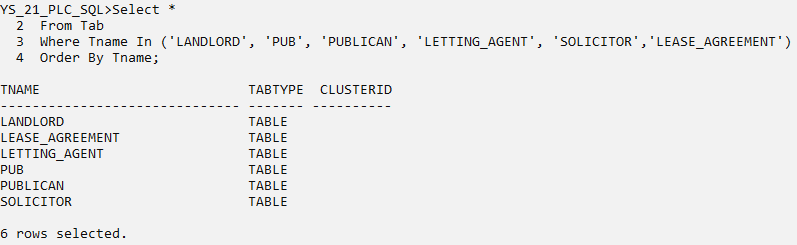 YS_21_PLC_SQL>Select *
  2  From Tab
  3  Where Tname In ('LANDLORD', 'PUB', 'PUBLICAN', 'LETTING_AGENT', 'SOLICITOR','LEASE_AGREEMENT')
  4  Order By Tname;

TNAME                          TABTYPE  CLUSTERID
------------------------------ ------- ----------
LANDLORD                       TABLE
LEASE_AGREEMENT                TABLE
LETTING_AGENT                  TABLE
PUB                            TABLE
PUBLICAN                       TABLE
SOLICITOR                      TABLE

6 rows selected.